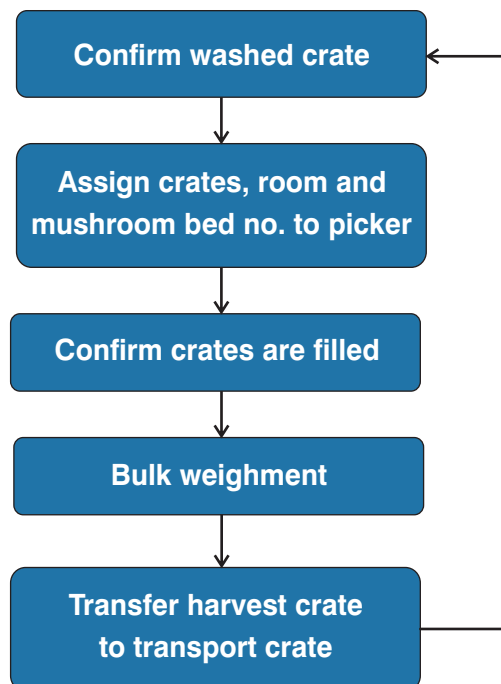 Confirm washed crate
Assign crates, room and
mushroom bed no. to picker
Confirm crates are filled
Bulk weighment
Transfer harvest crate
to transport crate